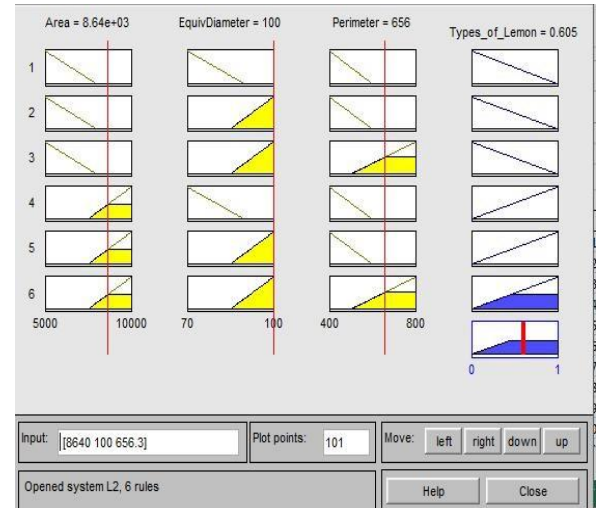 Area = 8.64e+03 EquivDiameter = 100 Perimeter = 656 Types_of_Lemon = 0.605
1
2
3
4
5
6
5000 10000 70 100 400 800
0 1
Input: [8640 100 656.3] Plot points: 101 Move: left right down up
Opened system L2, 6 rules Help Close